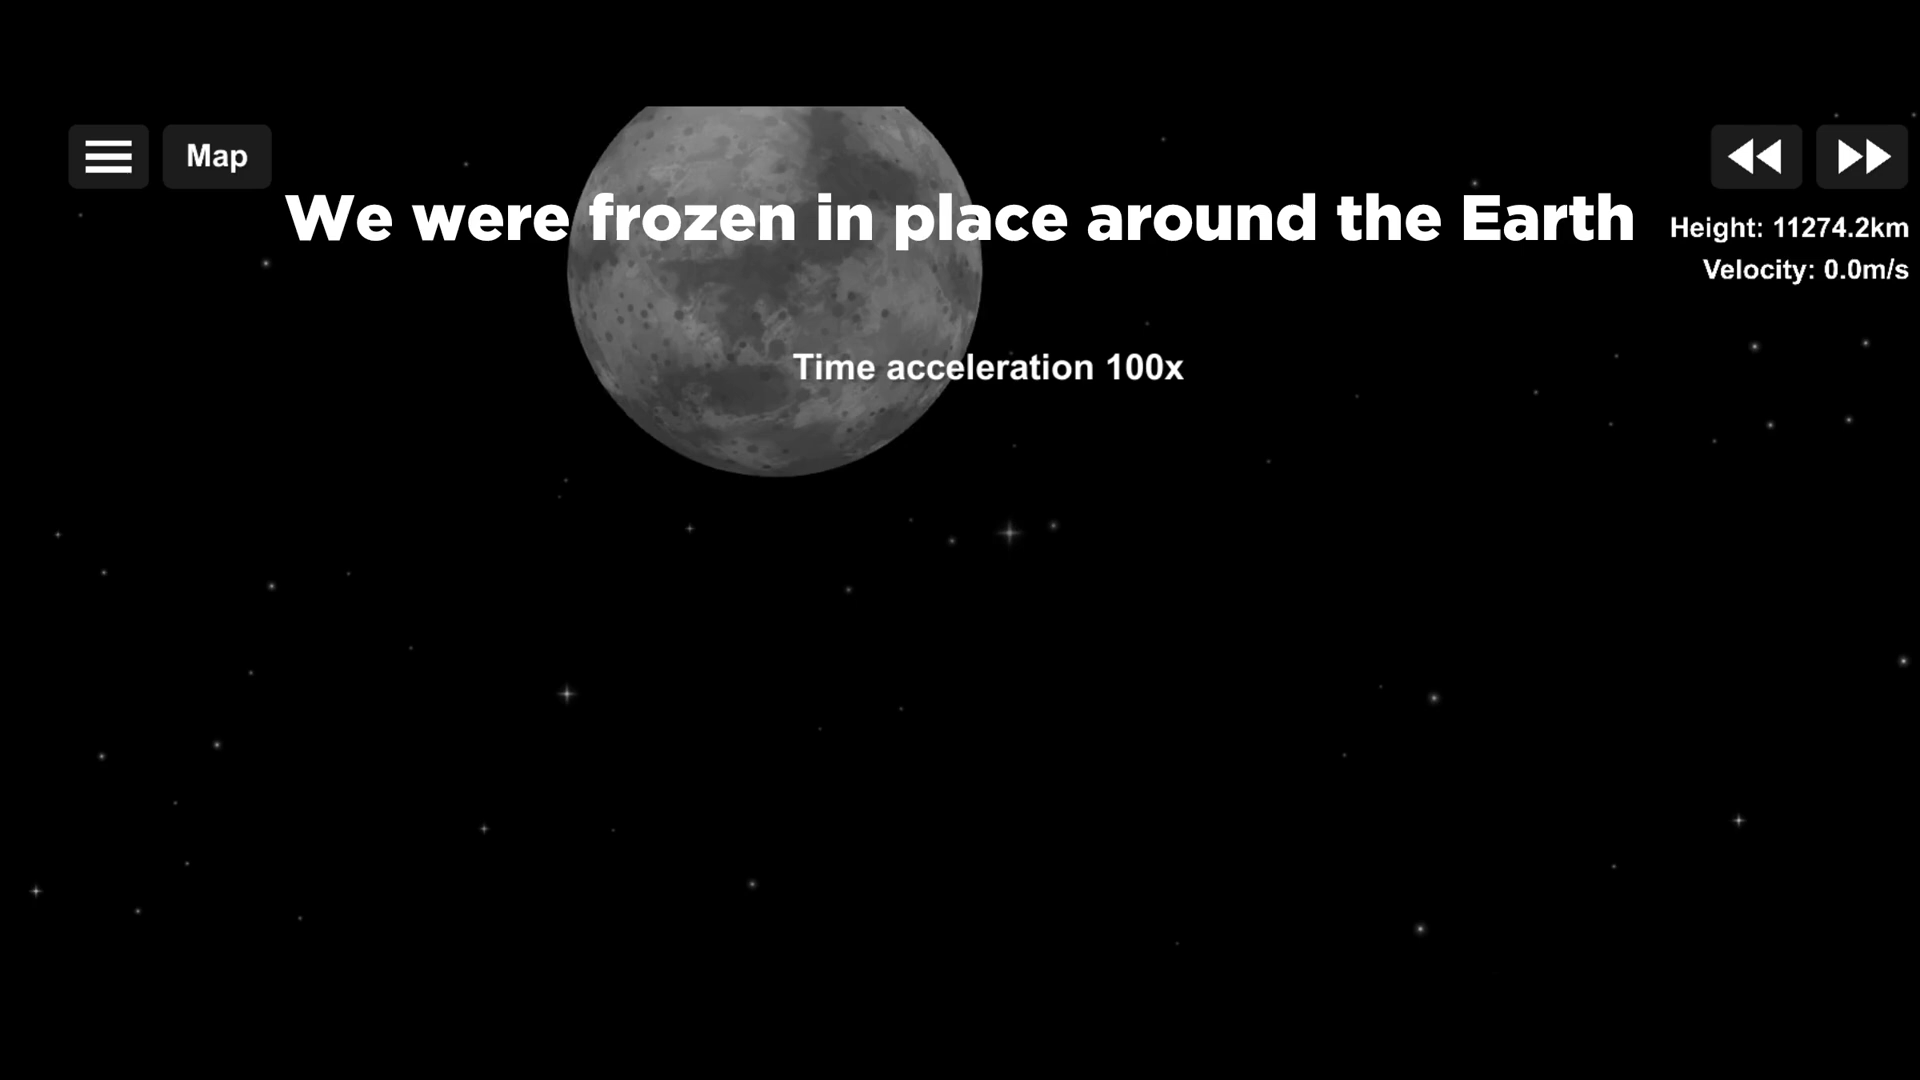 Map
We were frozen in place around the Earth
Height: 11274.2km
Velocity: 0.0m/s
Time acceleration 100x